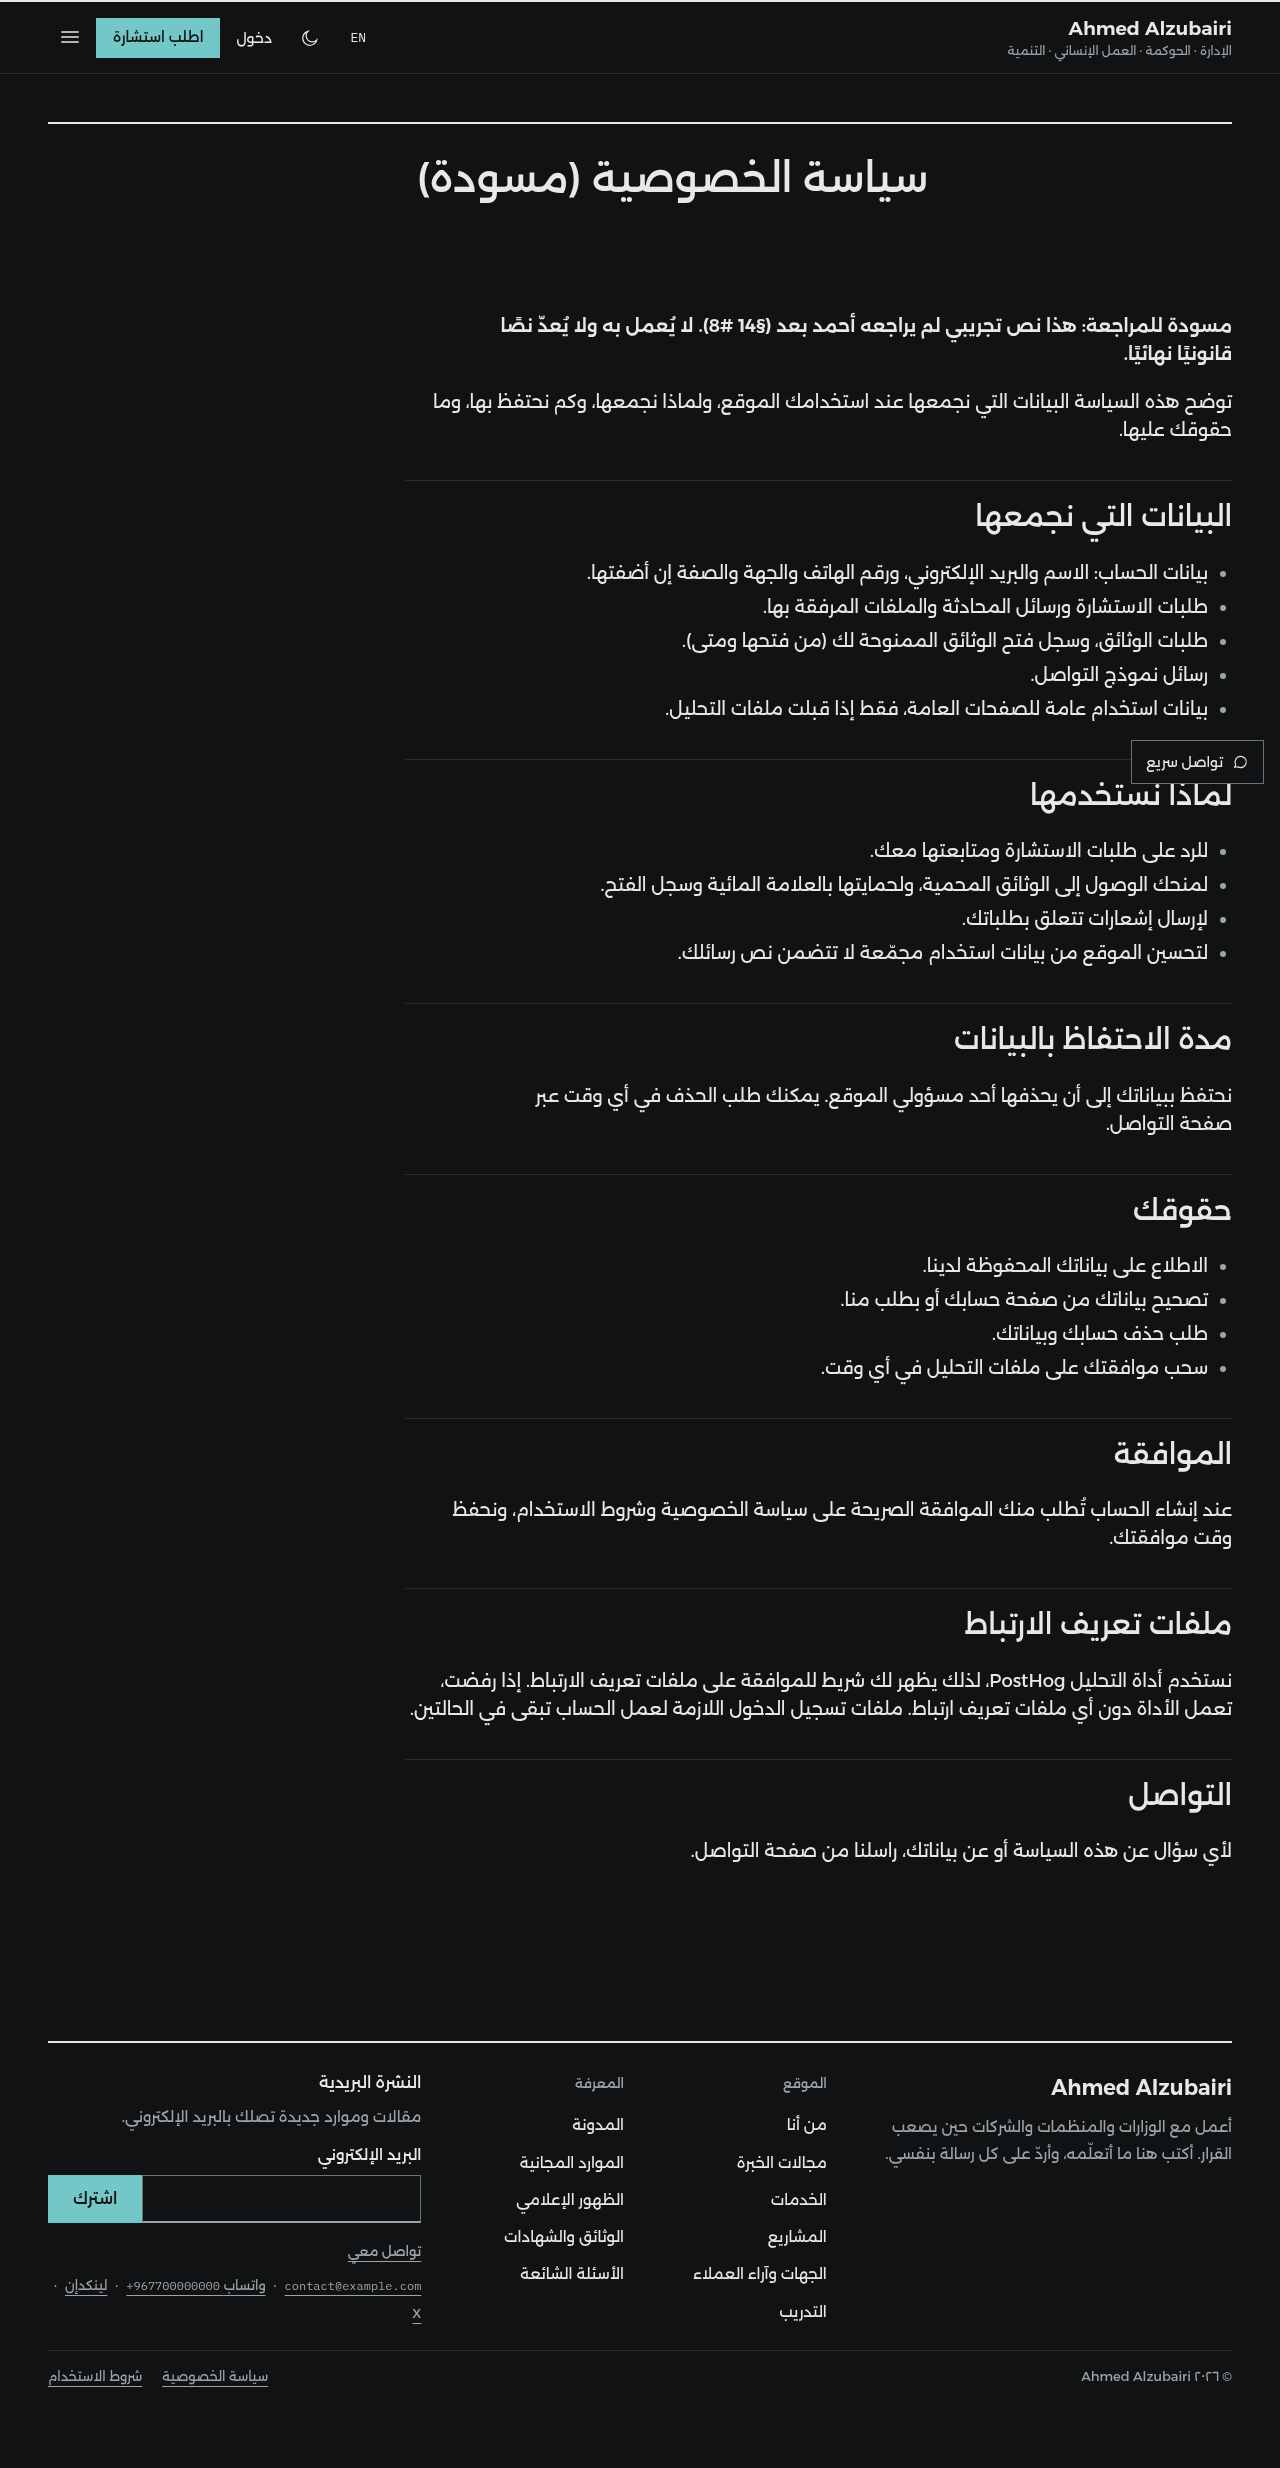 Ahmed Alzubairi
الإدارة · الحوكمة · العمل الإنساني · التنمية
EN
دخول
اطلب استشارة
سياسة الخصوصية (مسودة)
مسودة للمراجعة: هذا نص تجريبي لم يراجعه أحمد بعد (§14 #8). لا يُعمل به ولا يُعدّ نصًا
قانونيًا نهائيًا.
توضح هذه السياسة البيانات التي نجمعها عند استخدامك الموقع، ولماذا نجمعها، وكم نحتفظ بها، وما
حقوقك عليها.
البيانات التي نجمعها
بيانات الحساب: الاسم والبريد الإلكتروني، ورقم الهاتف والجهة والصفة إن أضفتها.
طلبات الاستشارة ورسائل المحادثة والملفات المرفقة بها.
طلبات الوثائق، وسجل فتح الوثائق الممنوحة لك (من فتحها ومتى).
رسائل نموذج التواصل.
بيانات استخدام عامة للصفحات العامة، فقط إذا قبلت ملفات التحليل.
تواصل سريع
لماذا نستخدمها
للرد على طلبات الاستشارة ومتابعتها معك.
لمنحك الوصول إلى الوثائق المحمية، ولحمايتها بالعلامة المائية وسجل الفتح.
لإرسال إشعارات تتعلق بطلباتك.
لتحسين الموقع من بيانات استخدام مجمّعة لا تتضمن نص رسائلك.
مدة الاحتفاظ بالبيانات
نحتفظ ببياناتك إلى أن يحذفها أحد مسؤولي الموقع. يمكنك طلب الحذف في أي وقت عبر
صفحة التواصل.
حقوقك
الاطلاع على بياناتك المحفوظة لدينا.
تصحيح بياناتك من صفحة حسابك أو بطلب منا.
طلب حذف حسابك وبياناتك.
سحب موافقتك على ملفات التحليل في أي وقت.
الموافقة
عند إنشاء الحساب تُطلب منك الموافقة الصريحة على سياسة الخصوصية وشروط الاستخدام، ونحفظ
وقت موافقتك.
ملفات تعريف الارتباط
نستخدم أداة التحليل PostHog، لذلك يظهر لك شريط للموافقة على ملفات تعريف الارتباط. إذا رفضت،
تعمل الأداة دون أي ملفات تعريف ارتباط. ملفات تسجيل الدخول اللازمة لعمل الحساب تبقى في الحالتين.
التواصل
لأي سؤال عن هذه السياسة أو عن بياناتك، راسلنا من صفحة التواصل.
Ahmed Alzubairi
أعمل مع الوزارات والمنظمات والشركات حين يصعب
القرار. أكتب هنا ما أتعلّمه، وأردّ على كل رسالة بنفسي.
الموقع
من أنا
مجالات الخبرة
الخدمات
المشاريع
الجهات وآراء العملاء
التدريب
المعرفة
المدونة
الموارد المجانية
الظهور الإعلامي
الوثائق والشهادات
الأسئلة الشائعة
النشرة البريدية
مقالات وموارد جديدة تصلك بالبريد الإلكتروني.
البريد الإلكتروني
اشترك
تواصل معي
contact@example.com · واتساب +967700000000 · لينكدإن ·
X
© ٢٠٢٦ Ahmed Alzubairi
سياسة الخصوصية
شروط الاستخدام